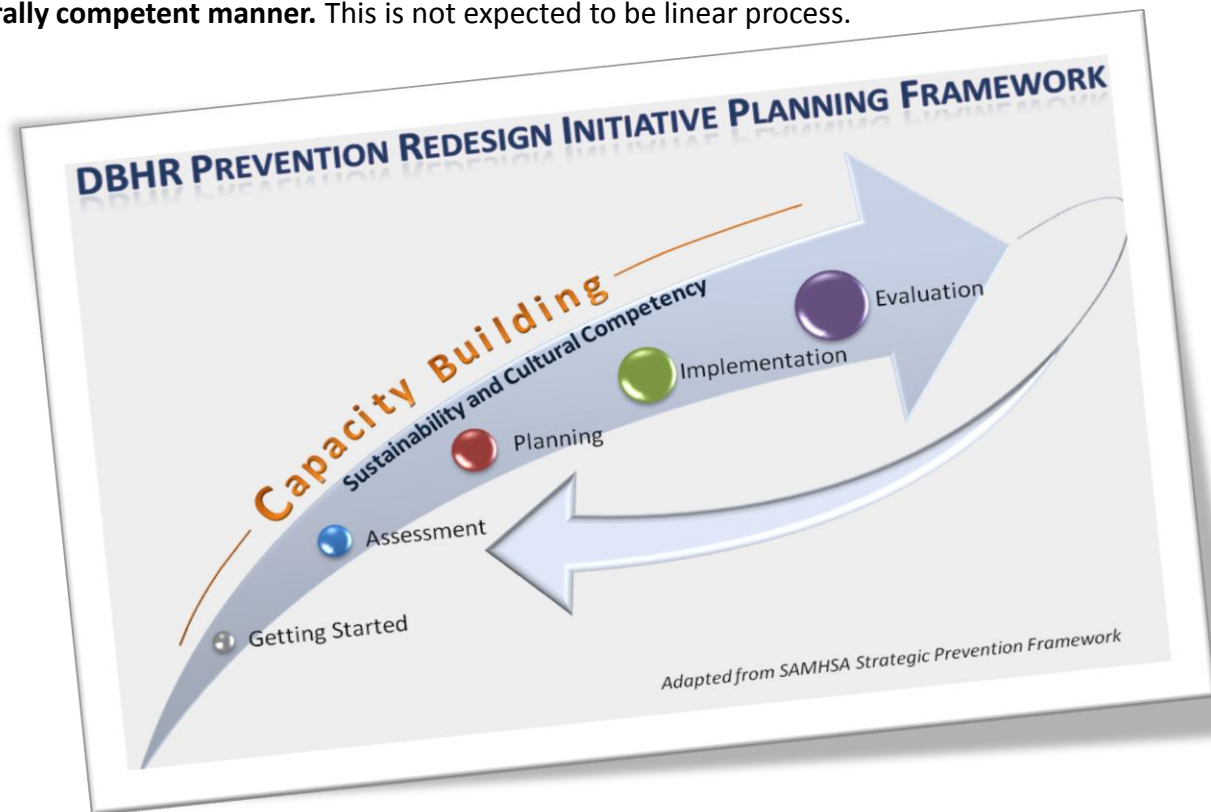 rally competent manner. This is not expected to be linear process.
DBHR PREVENTION REDESIGN INITIATIVE PLANNING FRAMEWORK
Capacity Building
Sustainability and Cultural Competency
Evaluation
Implementation
Planning
Assessment
Getting Started
Adapted from SAMHSA Strategic Prevention Framework